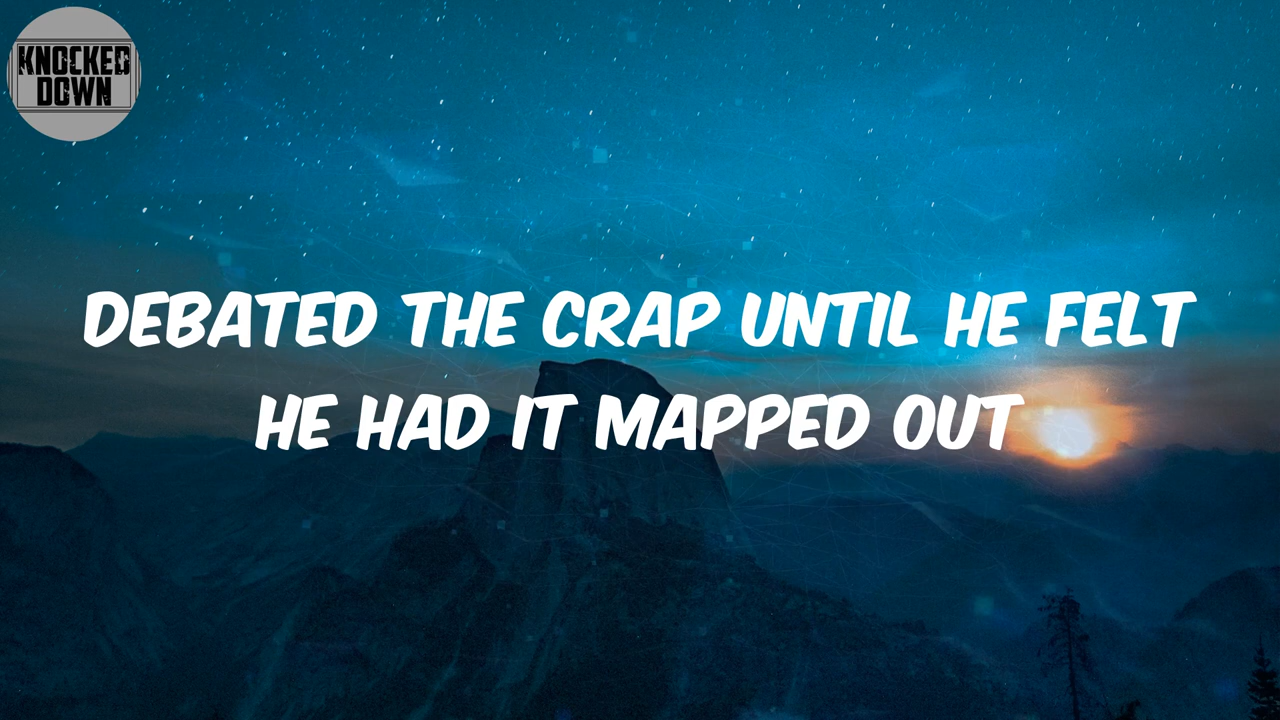 KNOCKED
DOWN
DEBATED THE CRAP UNTIL HE FELT
HE HAD IT MAPPED OUT